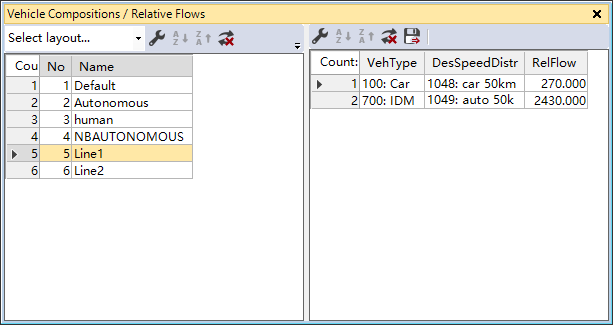 Vehicle Compositions / Relative Flows
Select layout...
Cou No Name
1 1 Default
2 2 Autonomous
3 3 human
4 4 NBAUTONOMOUS
5 5 Line1
6 6 Line2
Count: VehType DesSpeedDistr RelFlow
1 100: Car 1048: car 50km 270.000
2 700: IDM 1049: auto 50k 2430.000